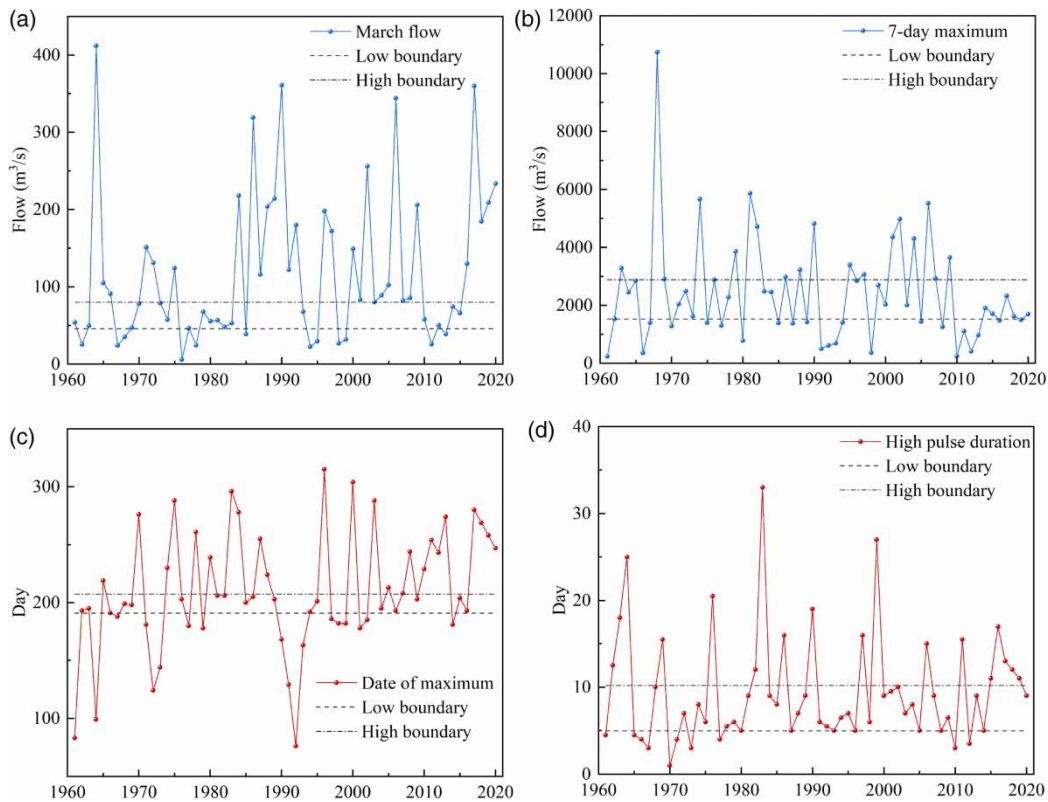 (a)
March flow
Low boundary
High boundary
400
300
200
100
0
Flow (m³/s)
1960 1970 1980 1990 2000 2010 2020
(b)
7-day maximum
Low boundary
High boundary
12000
10000
8000
6000
4000
2000
0
Flow (m³/s)
1960 1970 1980 1990 2000 2010 2020
(c)
300
200
100
Day
Date of maximum
Low boundary
High boundary
1960 1970 1980 1990 2000 2010 2020
(d)
High pulse duration
Low boundary
High boundary
40
30
20
10
0
Day
1960 1970 1980 1990 2000 2010 2020